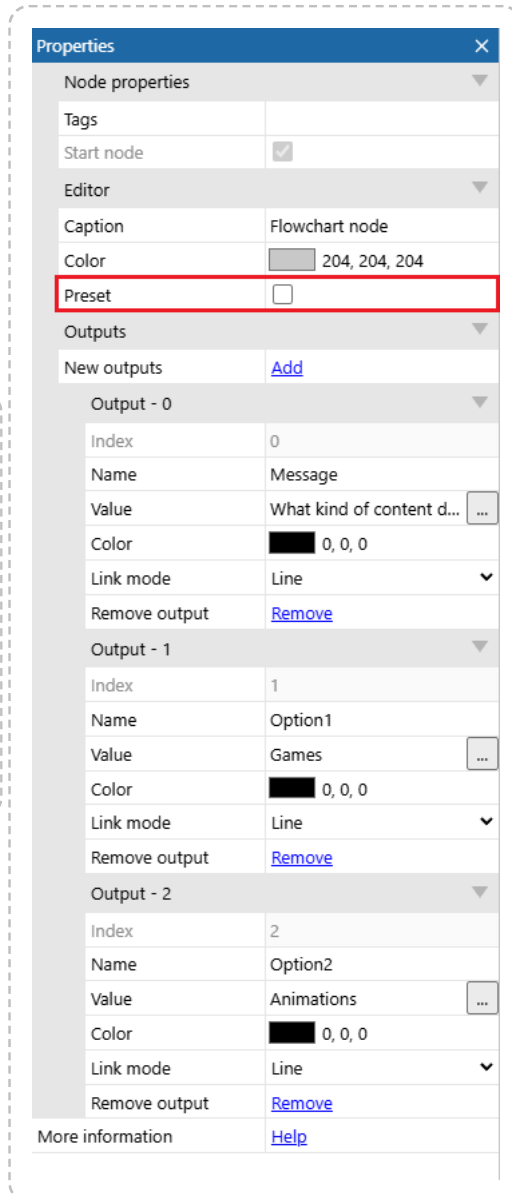 Properties
Node properties
Tags
Start node
Editor
Caption Flowchart node
Color 204, 204, 204
Preset
Outputs
New outputs Add
Output - 0
Index 0
Name Message
Value What kind of content d... ...
Color 0, 0, 0
Link mode Line
Remove output Remove
Output - 1
Index 1
Name Option1
Value Games ...
Color 0, 0, 0
Link mode Line
Remove output Remove
Output - 2
Index 2
Name Option2
Value Animations ...
Color 0, 0, 0
Link mode Line
Remove output Remove
More information Help